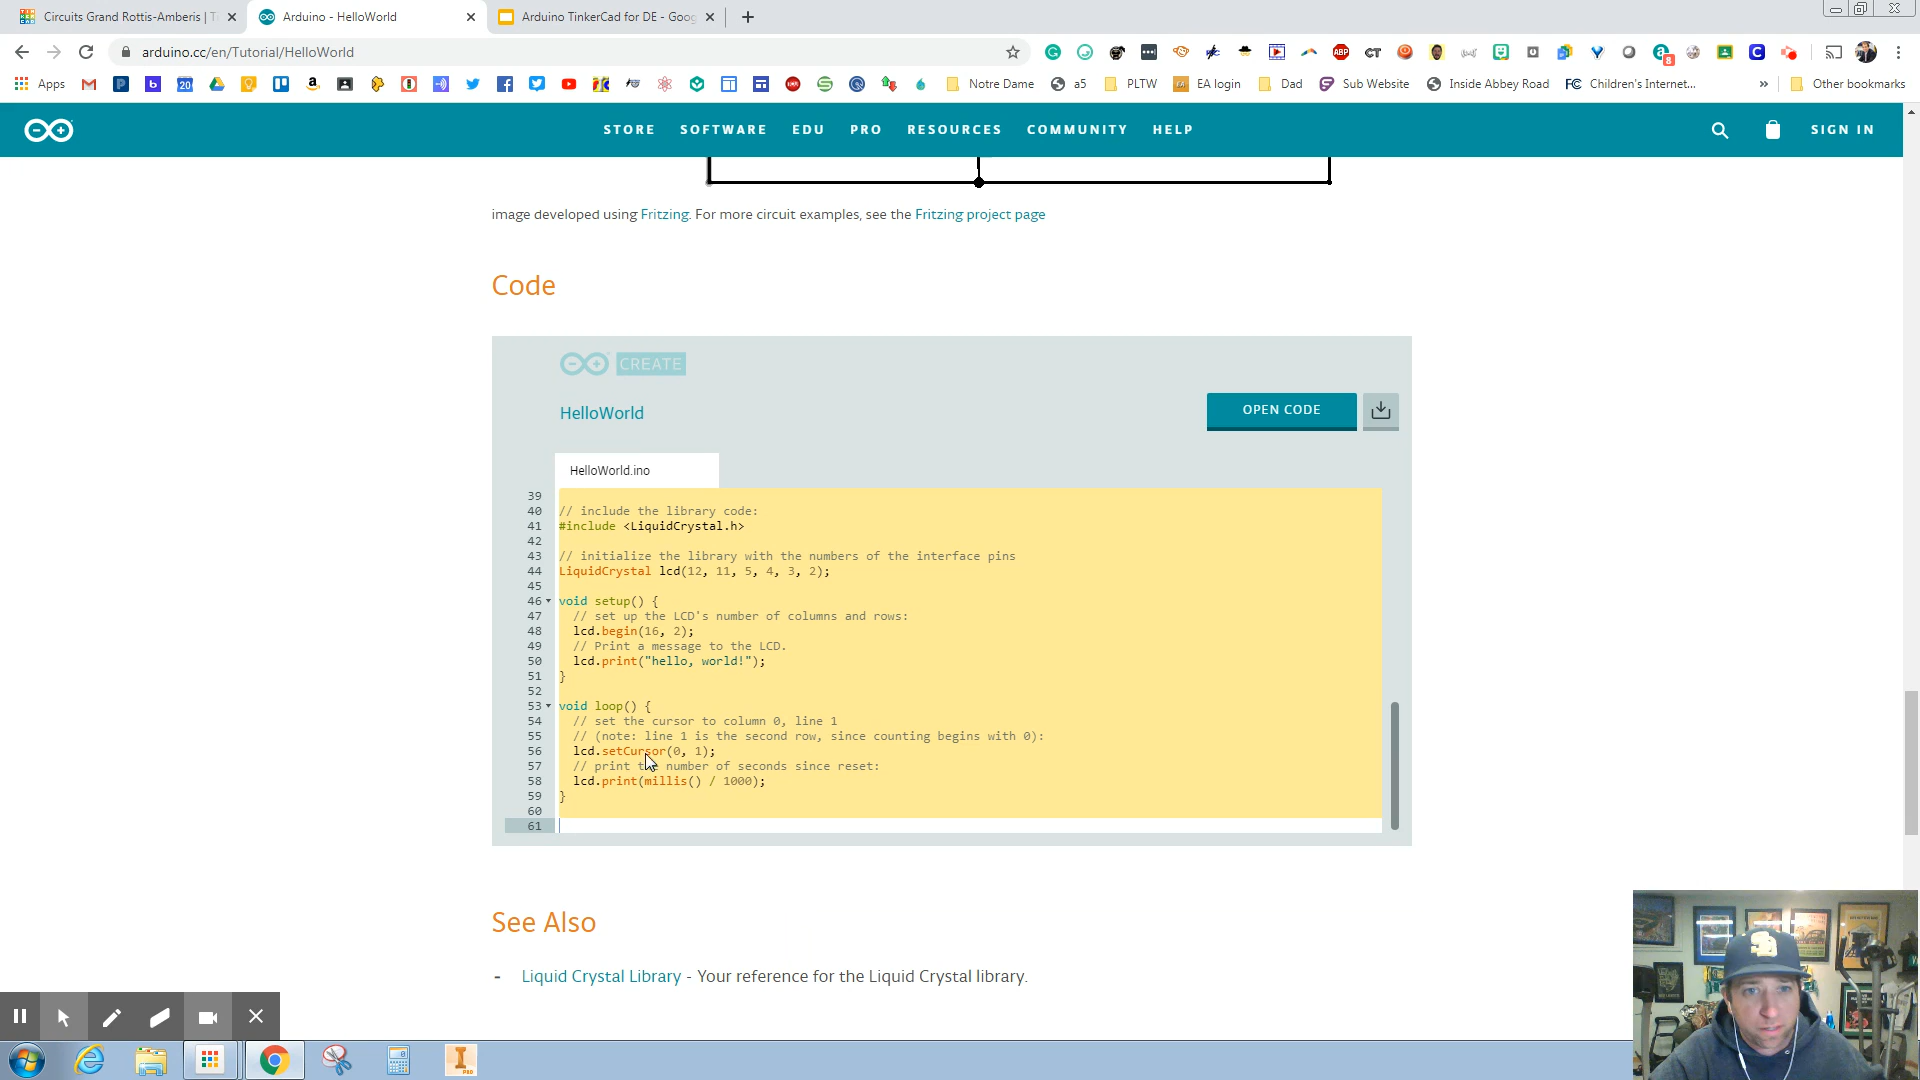 Circuits Grand Rottis-Amberis | T
Arduino - HelloWorld
Arduino TinkerCad for DE - Goog
arduino.cc/en/Tutorial/HelloWorld
Apps
Notre Dame
a5
PLTW
EA login
Dad
Sub Website
Inside Abbey Road
Children's Internet...
»
Other bookmarks
STORE SOFTWARE EDU PRO RESOURCES COMMUNITY HELP
SIGN IN
image developed using Fritzing. For more circuit examples, see the Fritzing project page
Code
CREATE
HelloWorld
OPEN CODE
HelloWorld.ino
39
40 // include the library code:
41 #include <LiquidCrystal.h>
42
43 // initialize the library with the numbers of the interface pins
44 LiquidCrystal lcd(12, 11, 5, 4, 3, 2);
45
46 void setup() {
47 // set up the LCD's number of columns and rows:
48 lcd.begin(16, 2);
49 // Print a message to the LCD.
50 lcd.print("hello, world!");
51 }
52
53 void loop() {
54 // set the cursor to column 0, line 1
55 // (note: line 1 is the second row, since counting begins with 0):
56 lcd.setCursor(0, 1);
57 // print the number of seconds since reset:
58 lcd.print(millis() / 1000);
59 }
60
61
See Also
- Liquid Crystal Library - Your reference for the Liquid Crystal library.